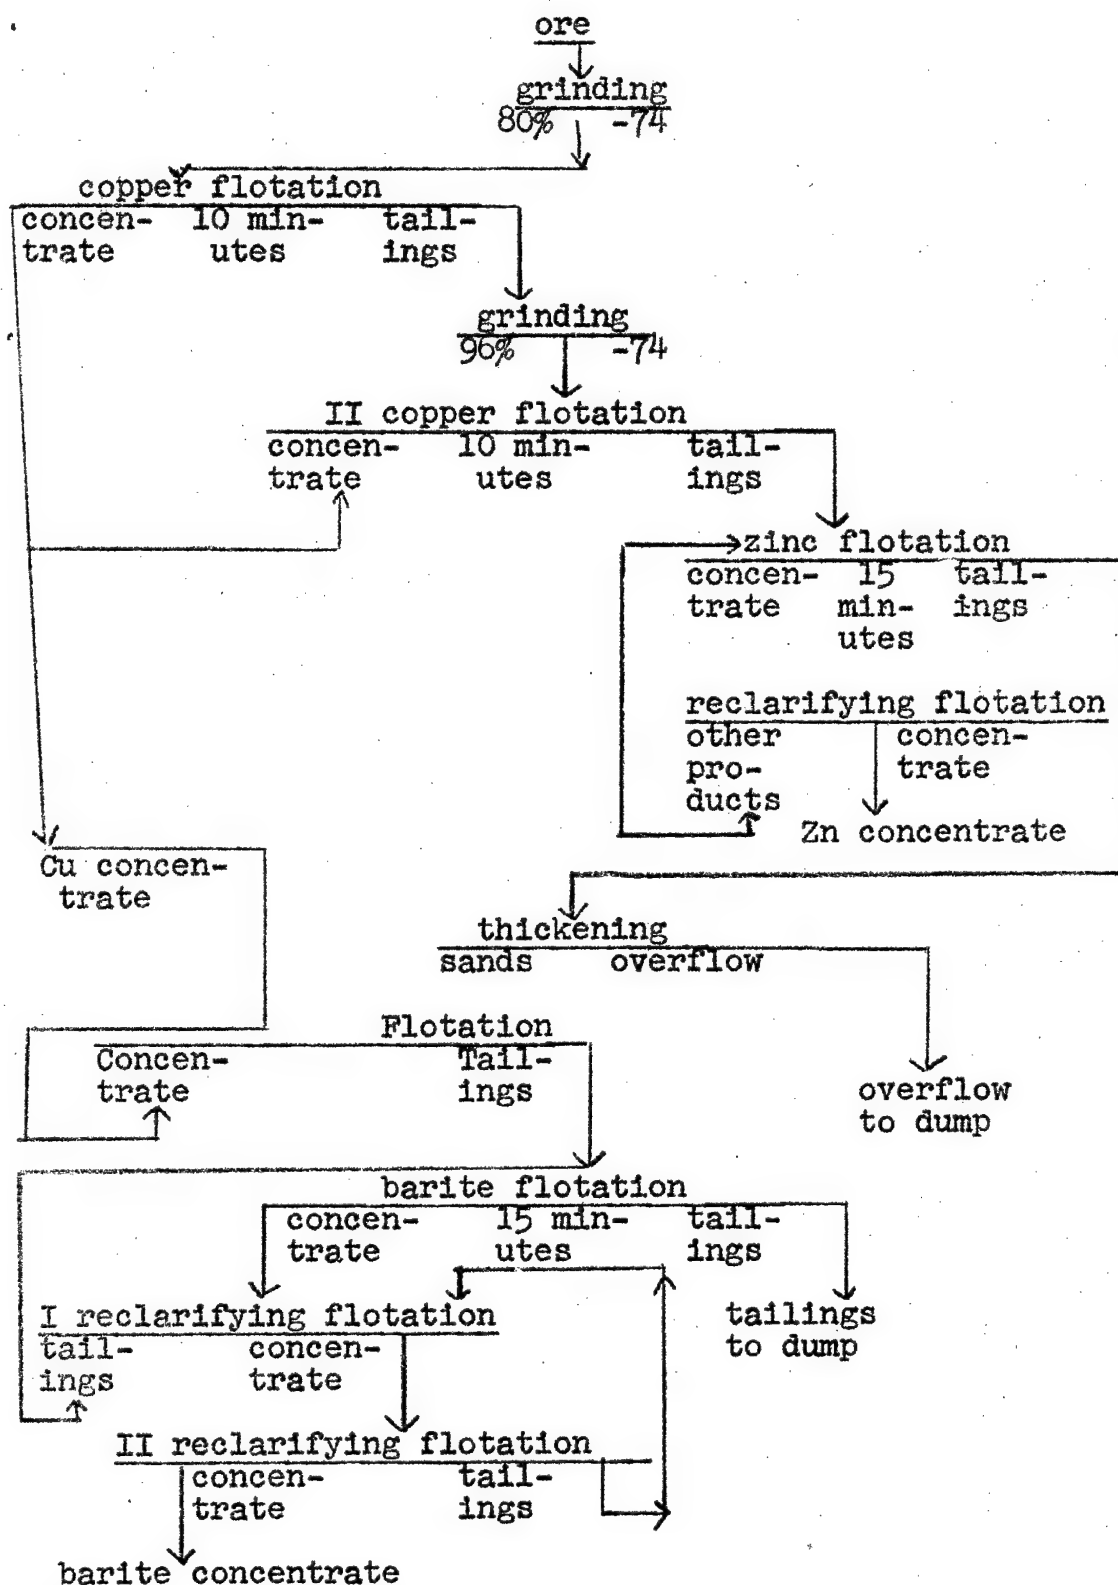 ore
grinding
80% -74
copper flotation
concen- 10 min- tail-
trate utes ings
grinding
96% -74
II copper flotation
concen- 10 min- tail-
trate utes ings
zinc flotation
concen- 15 tail-
trate min- ings
utes
reclarifying flotation
other concen-
pro- trate
ducts
Zn concentrate
Cu concen-
trate
thickening
sands overflow
Flotation
Concen- Tail-
trate ings
overflow
to dump
barite flotation
concen- 15 min- tail-
trate utes ings
I reclarifying flotation
tail- concen-
ings trate
tailings
to dump
II reclarifying flotation
concen- tail-
trate ings
barite concentrate